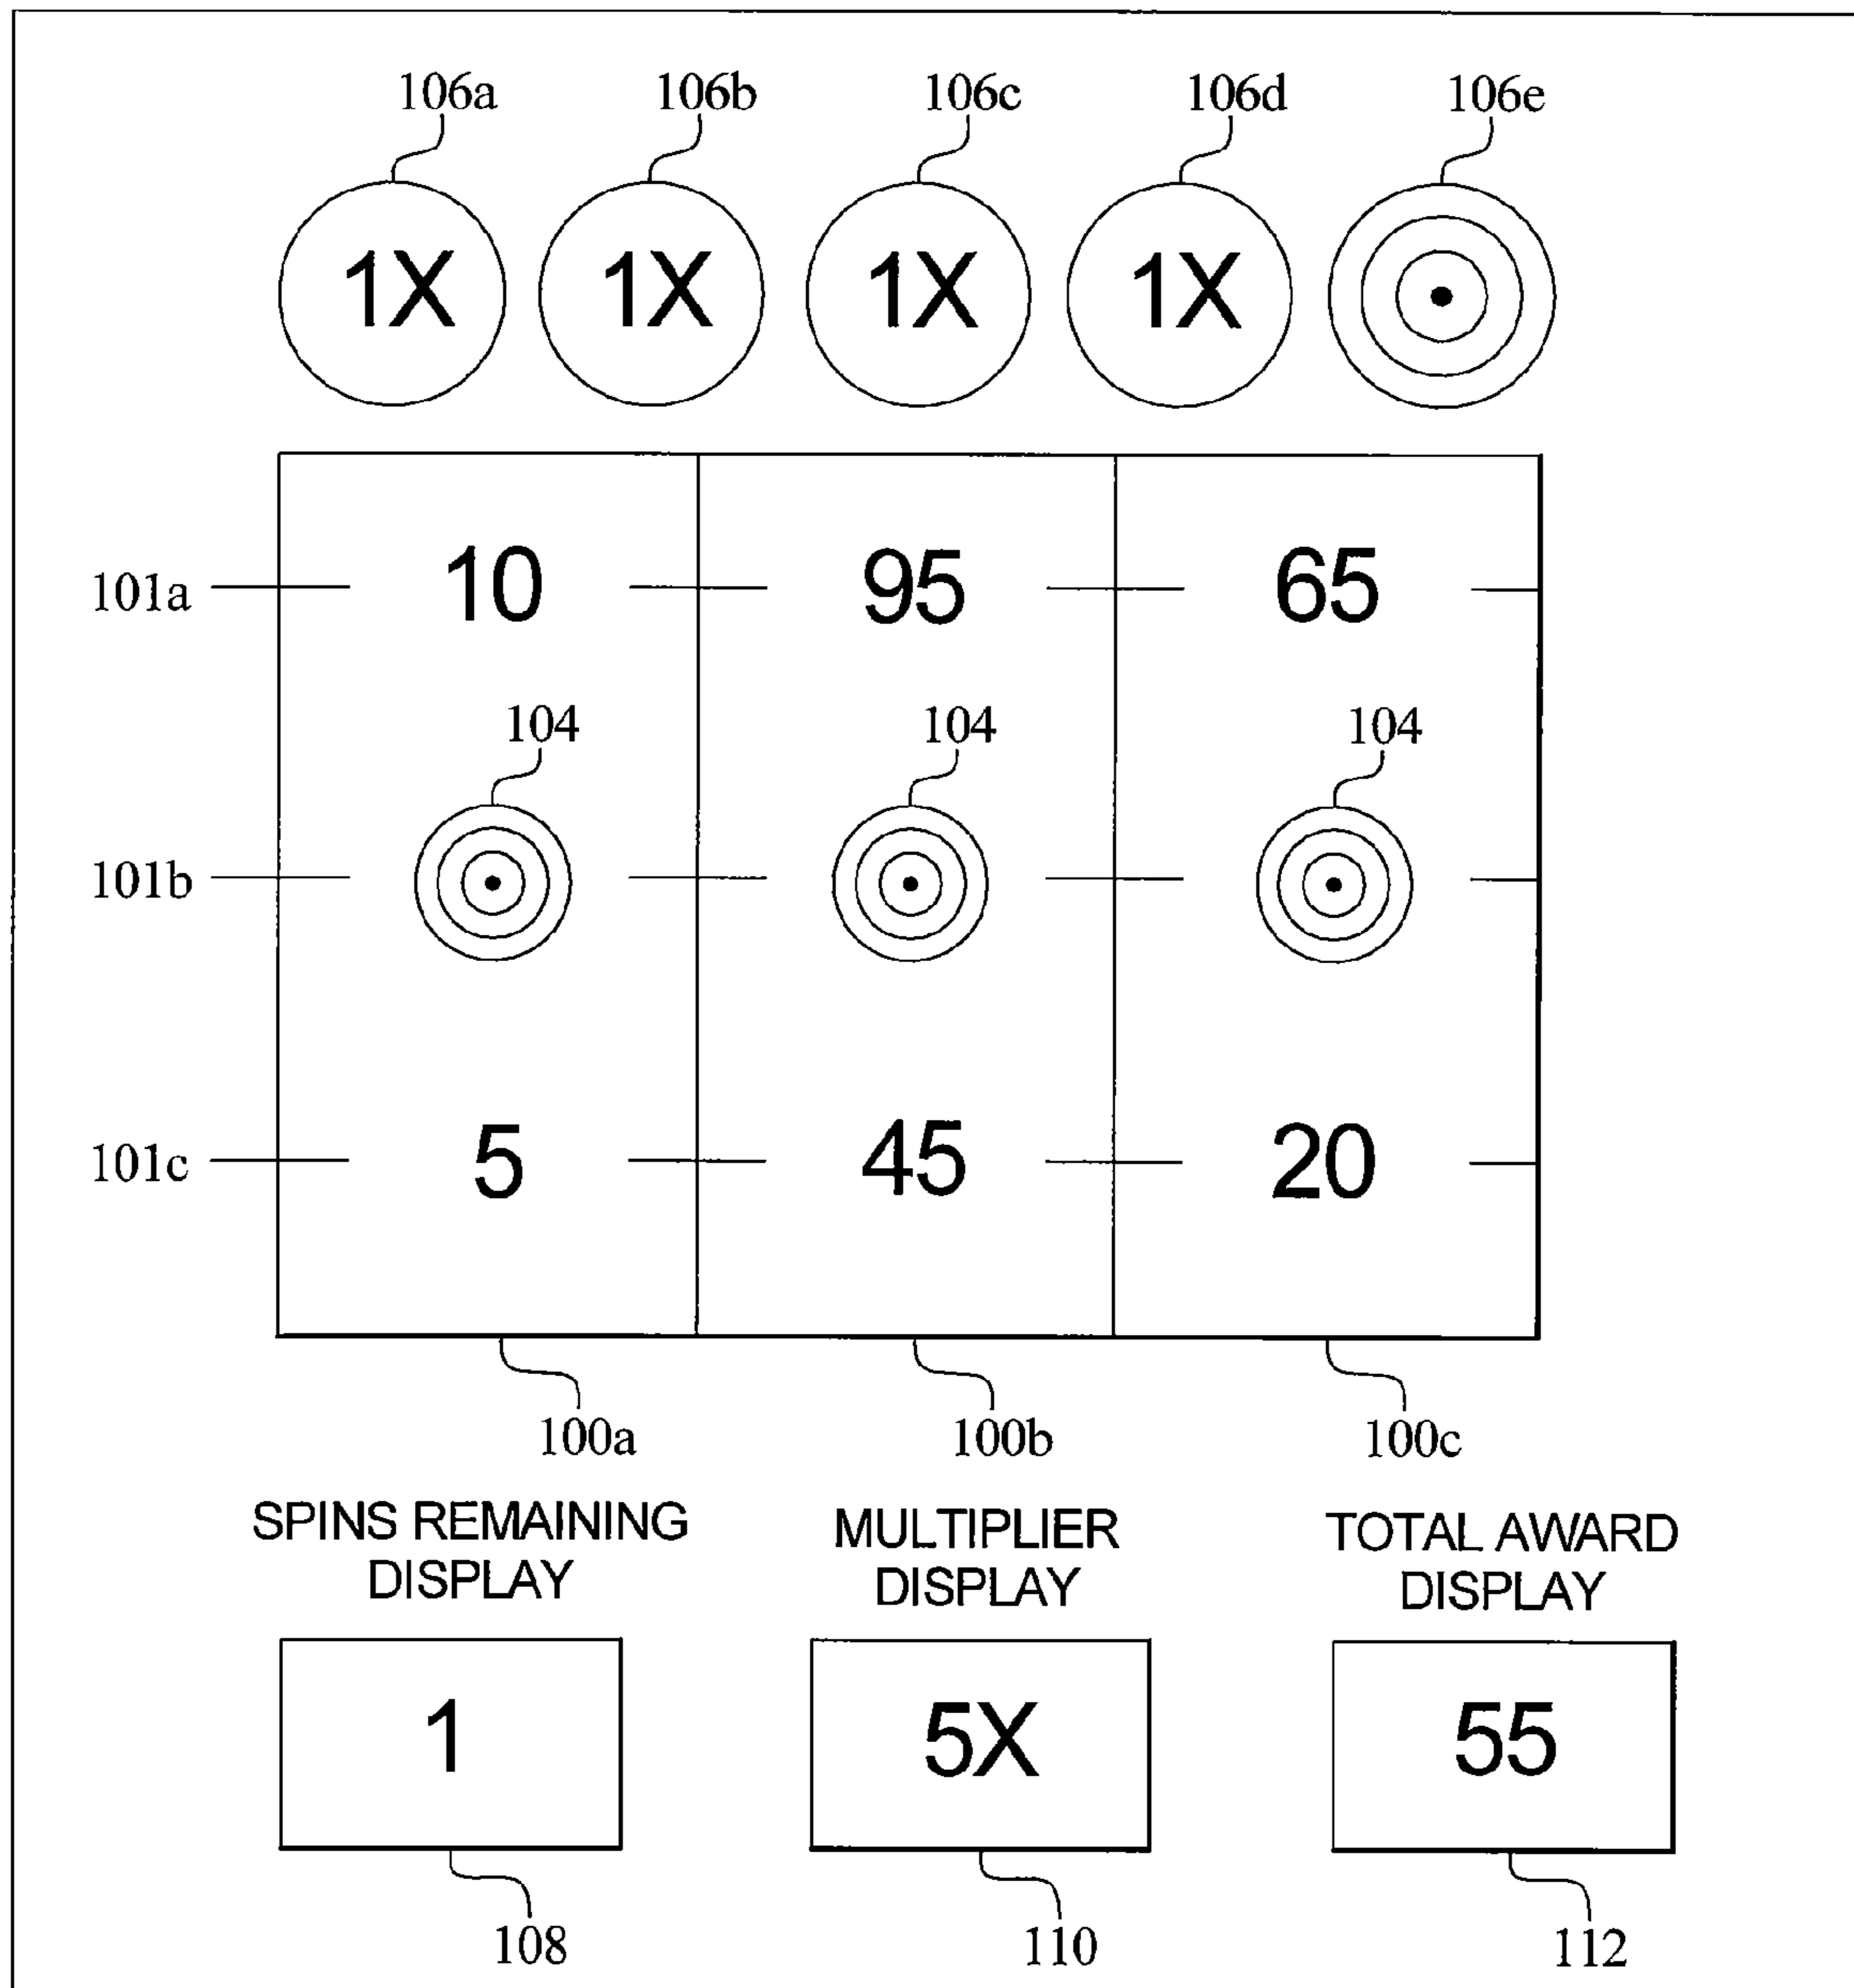 106a 106b 106c 106d 106e
1X 1X 1X 1X
101a 10 95 65
104 104 104
101b
101c 5 45 20
100a 100b 100c
SPINS REMAINING
DISPLAY
MULTIPLIER
DISPLAY
TOTAL AWARD
DISPLAY
1 5X 55
108 110 112